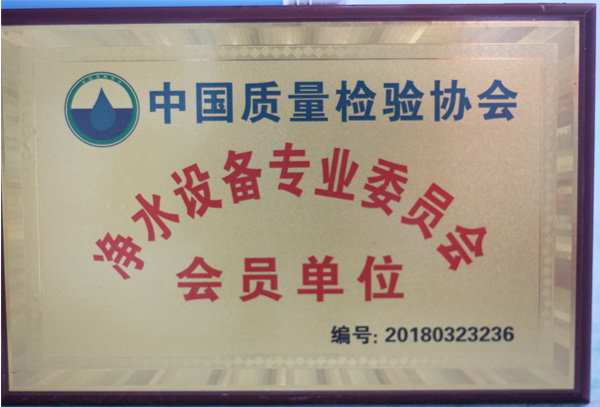 中国质量检验协会
净水设备专业委员会
会员单位
编号: 20180323236